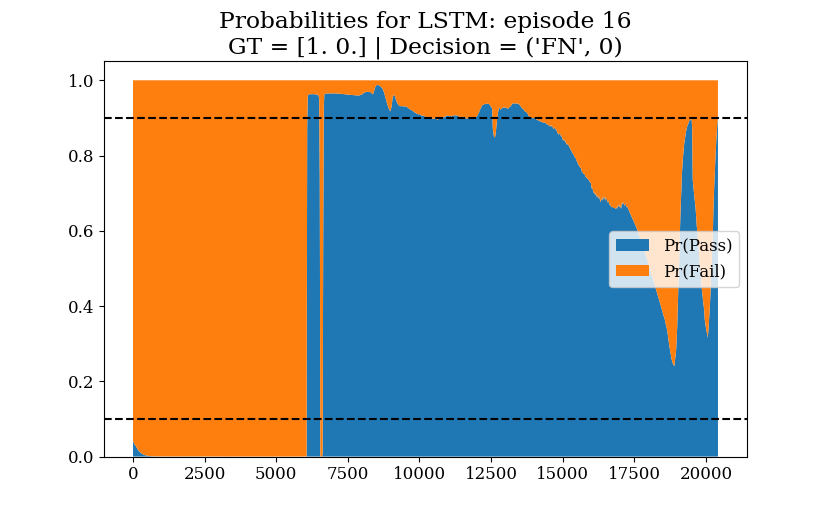 Probabilities for LSTM: episode 16
GT = [1. 0.] | Decision = ('FN', 0)
1.0
0.8
0.6
0.4
0.2
0.0
Pr(Pass)
Pr(Fail)
0 2500 5000 7500 10000 12500 15000 17500 20000